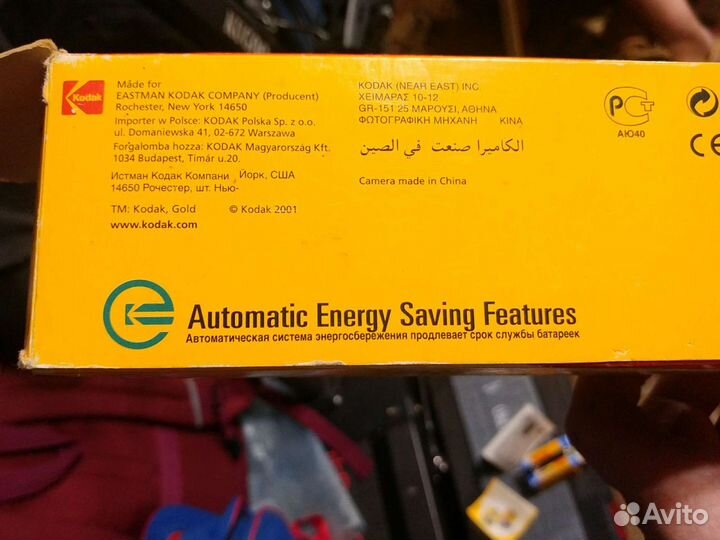 Kodak
Made for
EASTMAN KODAK COMPANY (Producent)
Rochester, New York 14650
Importer w Polsce: KODAK Polska Sp. z o.o.
ul. Domaniewska 41, 02-672 Warszawa
Forgalomba hozza: KODAK Magyarország Kft.
1034 Budapest, Tímár u.20.
Истман Кодак Компани , Йорк, США
14650 Рочестер, шт. Нью-
TM: Kodak, Gold © Kodak 2001
www.kodak.com
KODAK (NEAR EAST) INC.
ΧΕΙΜΑΡΑΣ 10-12
GR-151 25 ΜΑΡΟΥΣΙ, ΑΘΗΝΑ
ΦΩΤΟΓΡΑΦΙΚΗ ΜΗΧΑΝΗ ΚΙΝΑ
الكاميرا صنعت في الصين
Camera made in China
АЮ40
CE
Automatic Energy Saving Features
Автоматическая система энергосбережения продлевает срок службы батареек
Avito